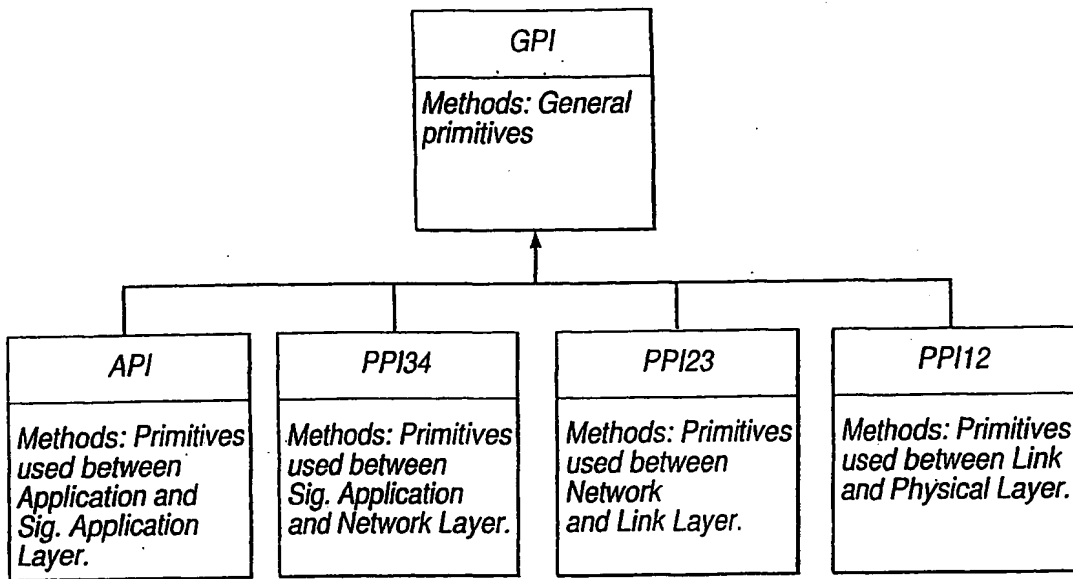 GPI
Methods: General
primitives
API
Methods: Primitives
used between
Application and
Sig. Application
Layer.
PPI34
Methods: Primitives
used between
Sig. Application
and Network Layer.
PPI23
Methods: Primitives
used between
Network
and Link Layer.
PPI12
Methods: Primitives
used between Link
and Physical Layer.